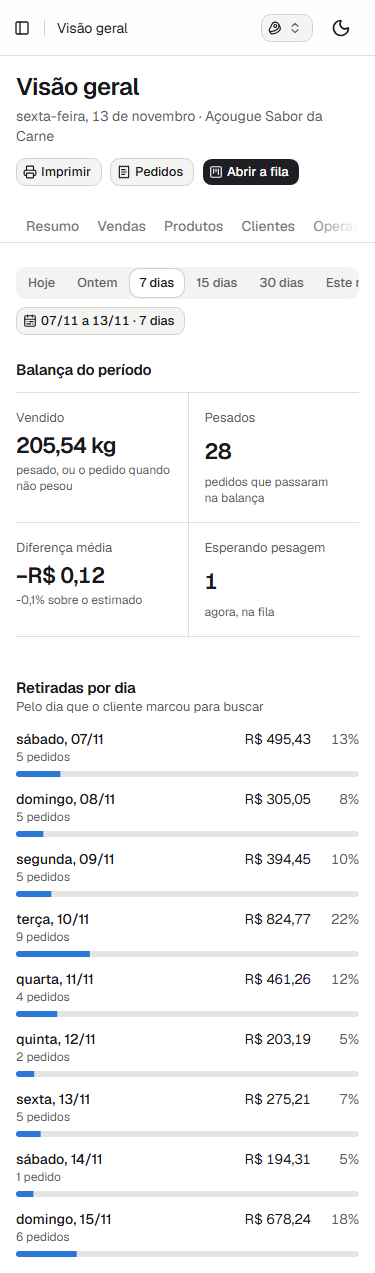 Visão geral
Visão geral
sexta-feira, 13 de novembro · Açougue Sabor da
Carne
Imprimir
Pedidos
Abrir a fila
Resumo
Vendas
Produtos
Clientes
Hoje
Ontem
7 dias
15 dias
30 dias
Este
07/11 a 13/11 · 7 dias
Balança do período
Vendido
205,54 kg
pesado, ou o pedido quando
não pesou
Pesados
28
pedidos que passaram
na balança
Diferença média
−R$ 0,12
-0,1% sobre o estimado
Esperando pesagem
1
agora, na fila
Retiradas por dia
Pelo dia que o cliente marcou para buscar
sábado, 07/11 R$ 495,43 13%
5 pedidos
domingo, 08/11 R$ 305,05 8%
5 pedidos
segunda, 09/11 R$ 394,45 10%
5 pedidos
terça, 10/11 R$ 824,77 22%
9 pedidos
quarta, 11/11 R$ 461,26 12%
4 pedidos
quinta, 12/11 R$ 203,19 5%
2 pedidos
sexta, 13/11 R$ 275,21 7%
5 pedidos
sábado, 14/11 R$ 194,31 5%
1 pedido
domingo, 15/11 R$ 678,24 18%
6 pedidos